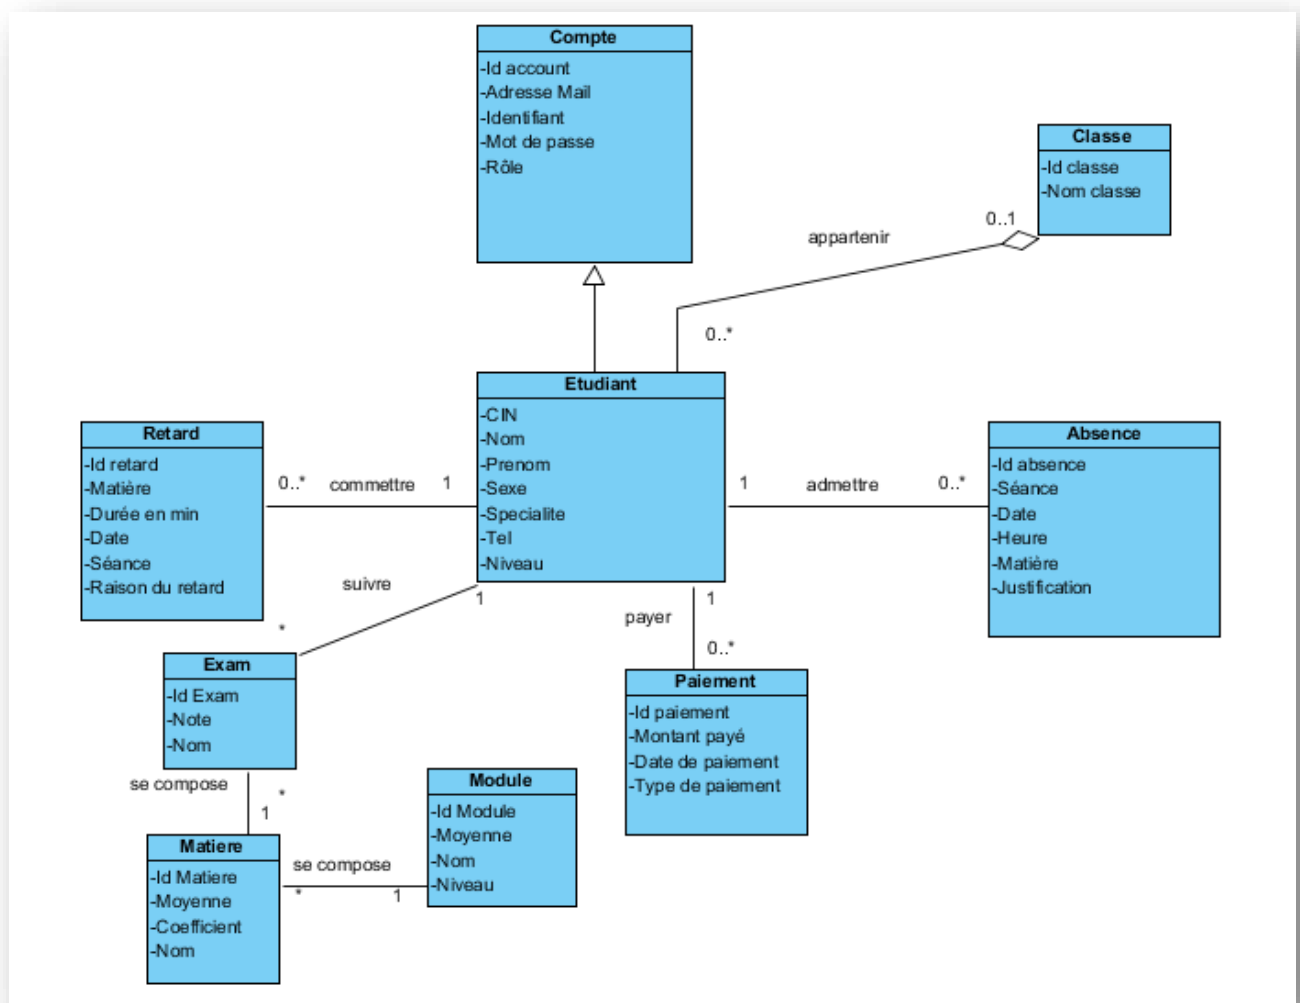 Compte
-Id account
-Adresse Mail
-Identifiant
-Mot de passe
-Rôle
Classe
-Id classe
-Nom classe
0..1
appartenir
0..*
Etudiant
-CIN
-Nom
-Prenom
-Sexe
-Specialite
-Tel
-Niveau
Retard
-Id retard
-Matière
-Durée en min
-Date
-Séance
-Raison du retard
0..* commettre 1
1 admettre 0..*
Absence
-Id absence
-Séance
-Date
-Heure
-Matière
-Justification
suivre
1
*
payer
1
0..*
Exam
-Id Exam
-Note
-Nom
Paiement
-Id paiement
-Montant payé
-Date de paiement
-Type de paiement
se compose
*
1
Module
-Id Module
-Moyenne
-Nom
-Niveau
Matiere
-Id Matiere
-Moyenne
-Coefficient
-Nom
se compose
* 1